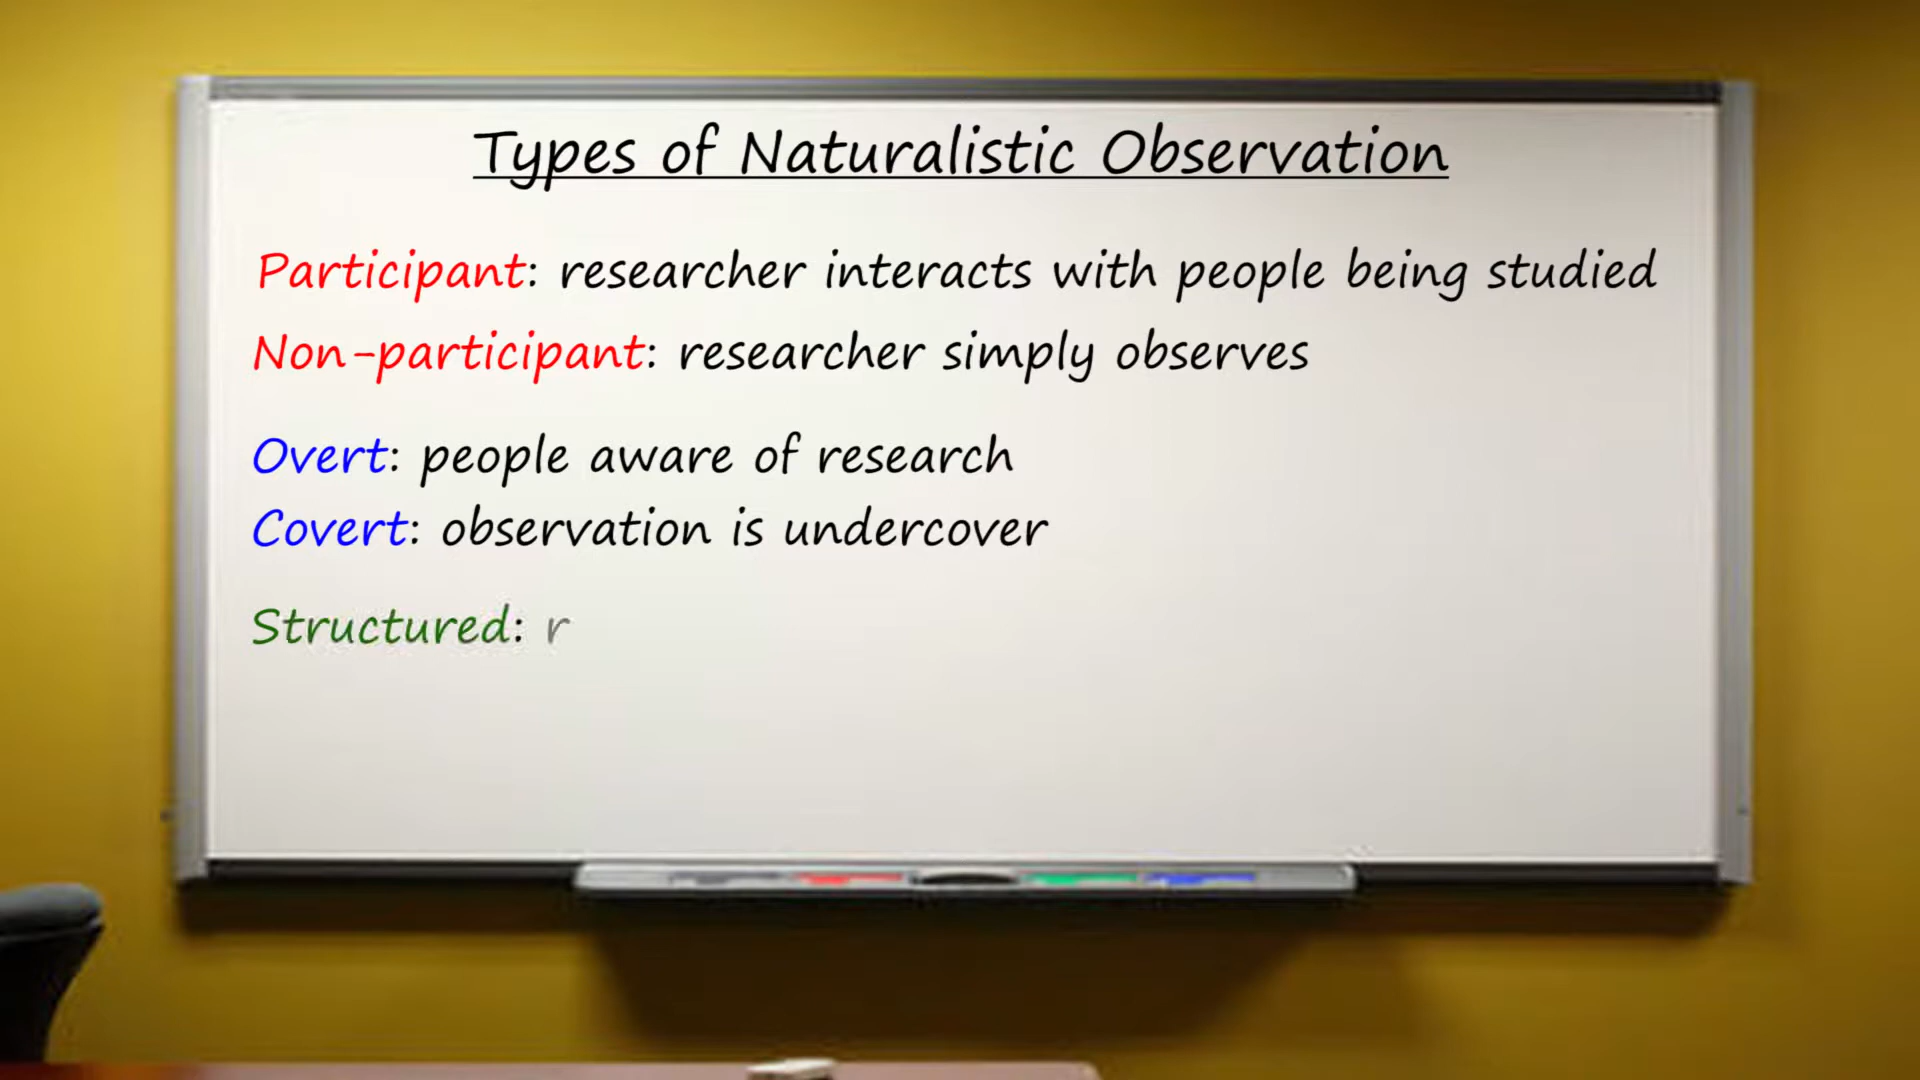 Types of Naturalistic Observation
Participant: researcher interacts with people being studied
Non-participant: researcher simply observes
Overt: people aware of research
Covert: observation is undercover
Structured: r